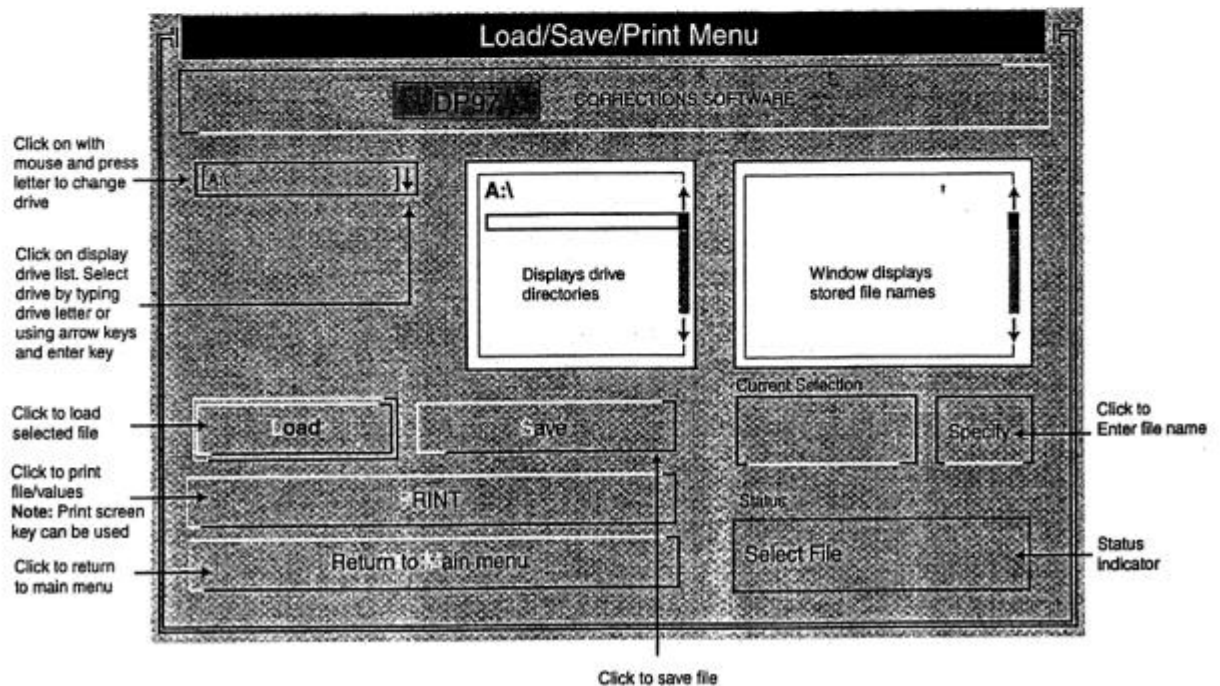 Load/Save/Print Menu
DP97
CORRECTIONS SOFTWARE
Click on with
mouse and press
letter to change
drive
[A:\ ]
A:\
Displays drive
directories
Window displays
stored file names
Click on display
drive list. Select
drive by typing
drive letter or
using arrow keys
and enter key
Current Selection
Click to load
selected file
Load
Save
Specify
Click to
Enter file name
Click to print
file/values
Note: Print screen
key can be used
RINT
Status
Select File
Status
indicator
Click to return
to main menu
Return to Main menu
Click to save file